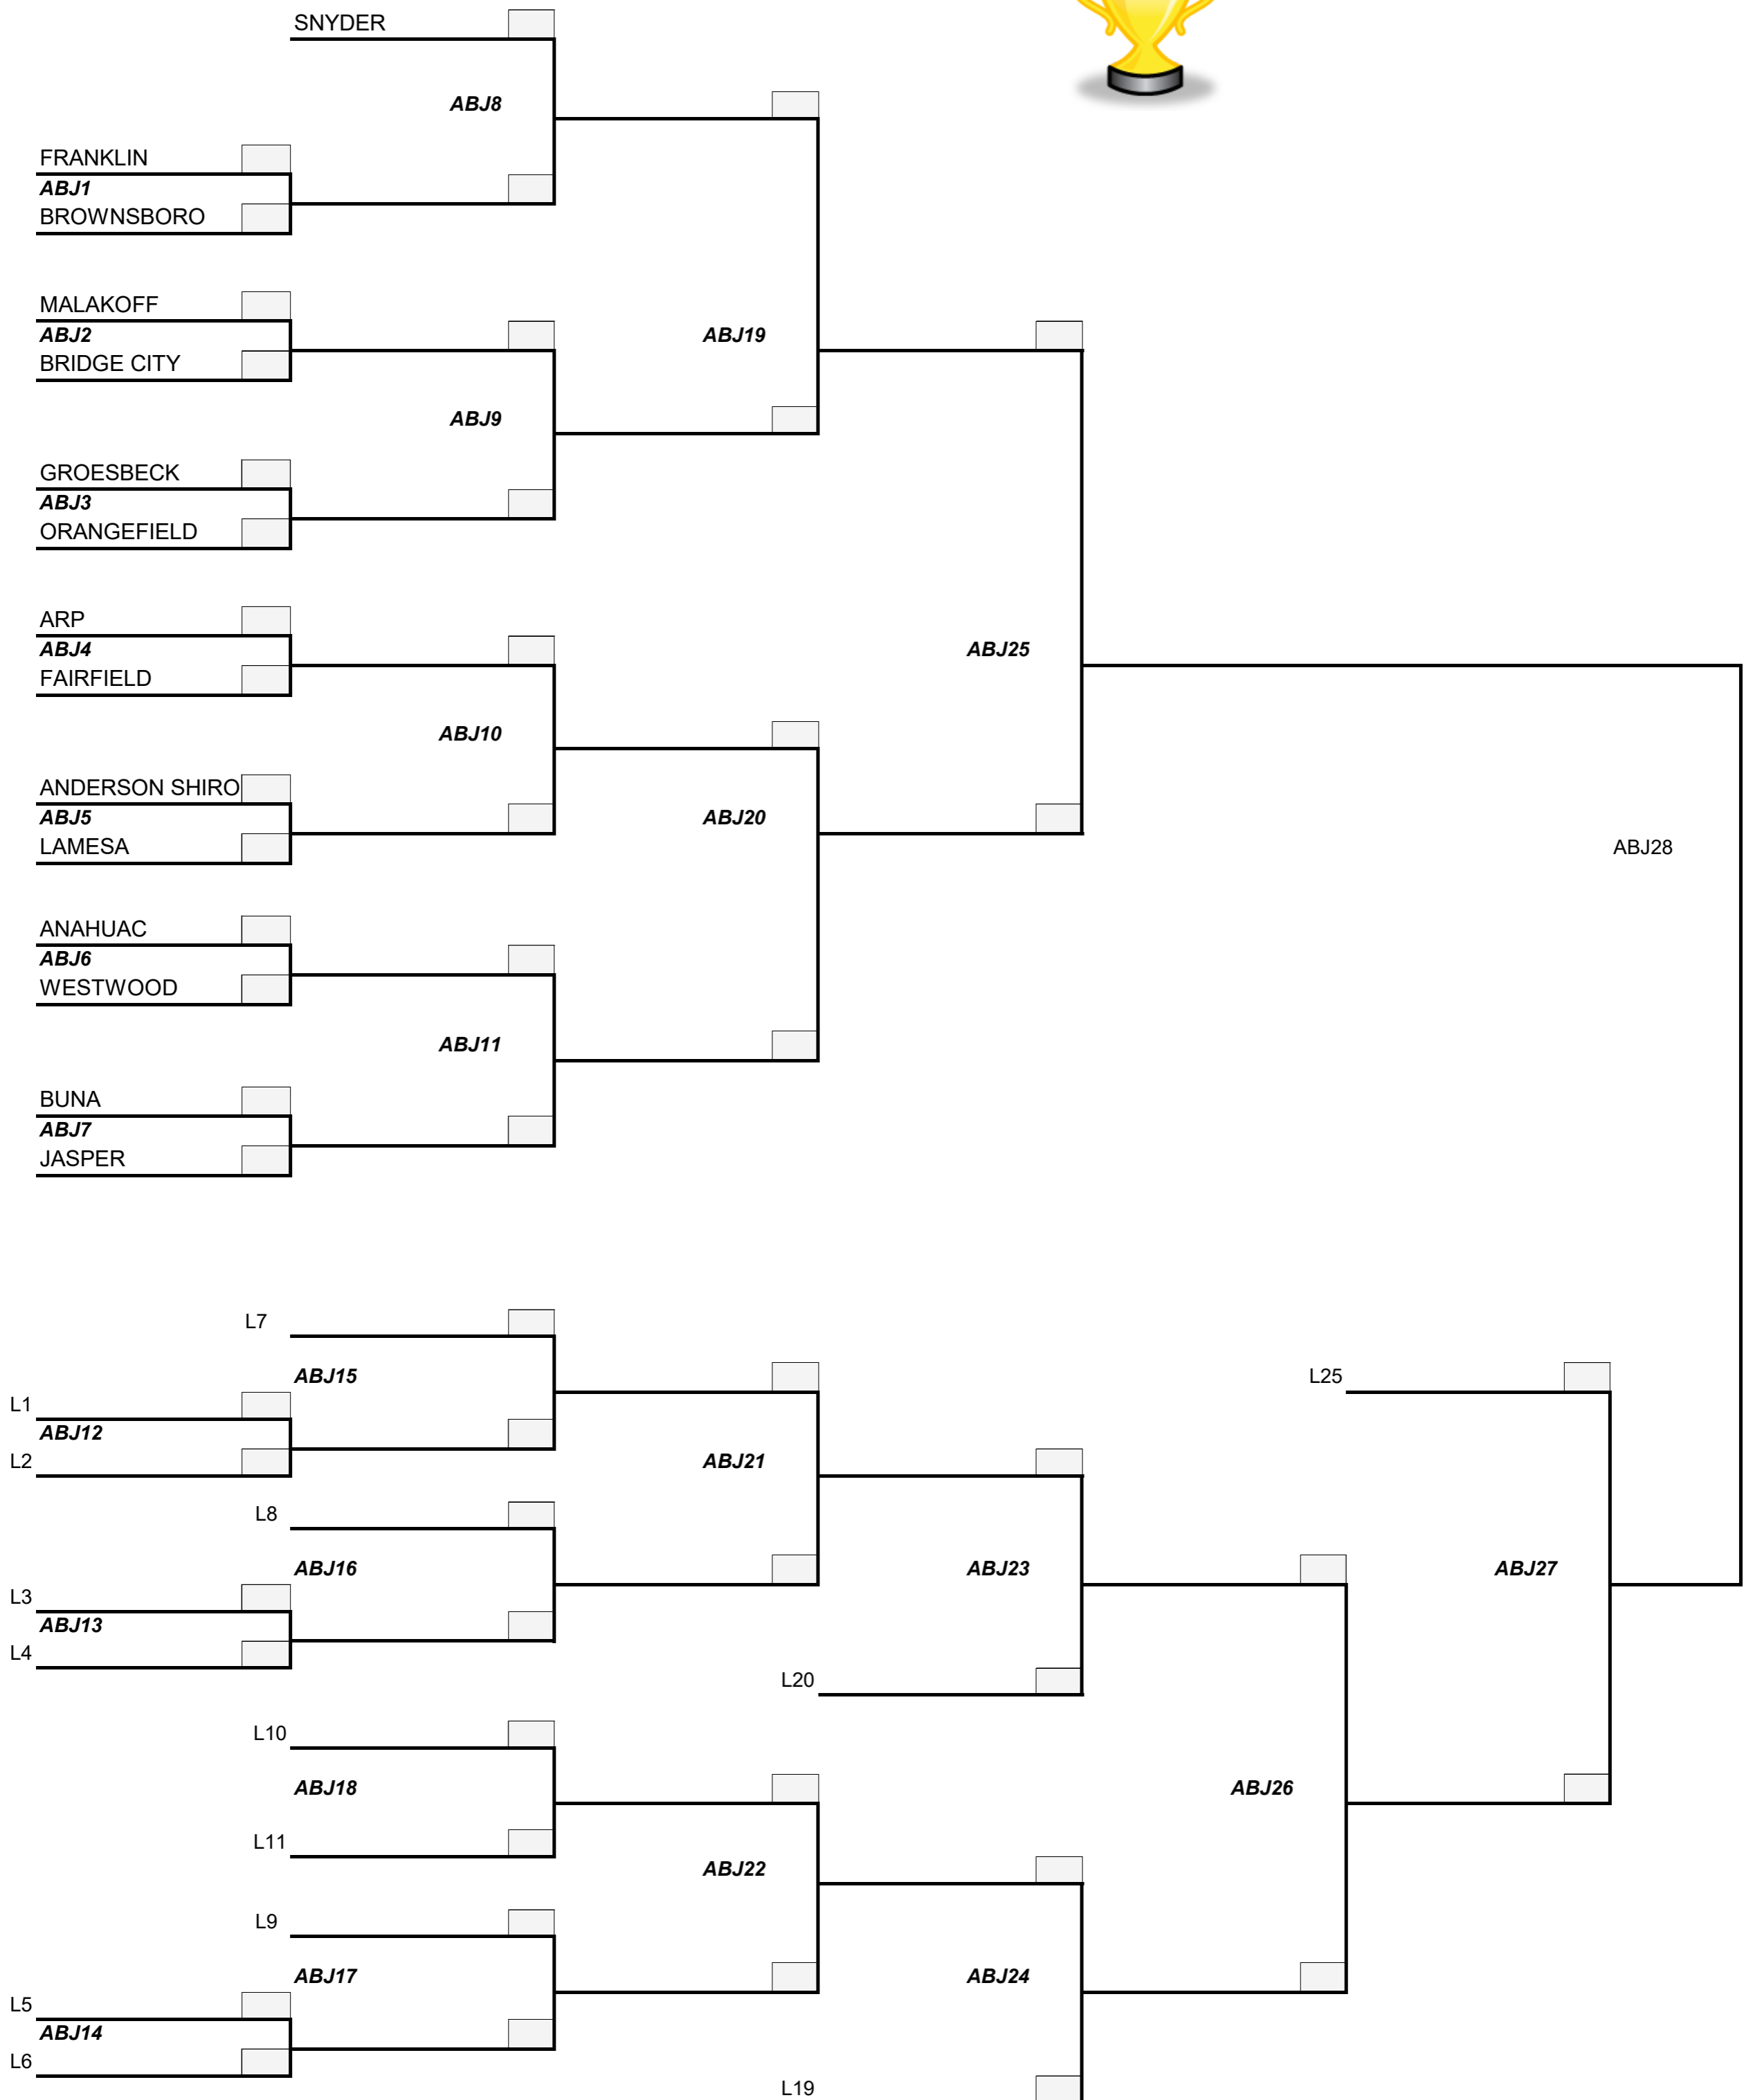 SNYDER
ABJ8
FRANKLIN
ABJ1
BROWNSBORO
MALAKOFF
ABJ2
ABJ19
BRIDGE CITY
ABJ9
GROESBECK
ABJ3
ORANGEFIELD
ARP
ABJ4
ABJ25
FAIRFIELD
ABJ10
ANDERSON SHIRO
ABJ5
ABJ20
LAMESA
ABJ28
ANAHUAC
ABJ6
WESTWOOD
ABJ11
BUNA
ABJ7
JASPER
L7
ABJ15
L25
L1
ABJ12
L2
ABJ21
L8
ABJ16
ABJ23
ABJ27
L3
ABJ13
L4
L20
L10
ABJ18
ABJ26
L11
ABJ22
L9
ABJ17
ABJ24
L5
ABJ14
L6
L19